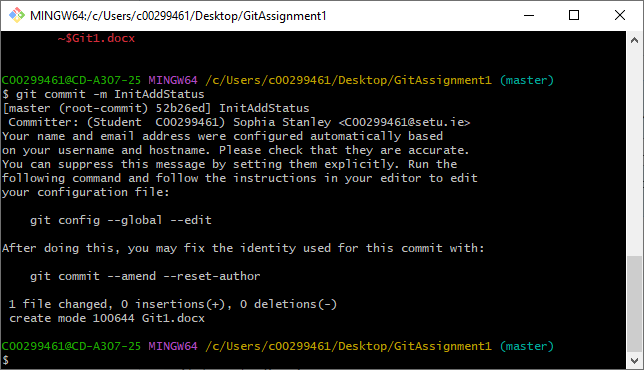 MINGW64:/c/Users/c00299461/Desktop/GitAssignment1
~$Git1.docx
C00299461@CD-A307-25 MINGW64 /c/Users/c00299461/Desktop/GitAssignment1 (master)
$ git commit -m InitAddStatus
[master (root-commit) 52b26ed] InitAddStatus
Committer: (Student  C00299461) Sophia Stanley <C00299461@setu.ie>
Your name and email address were configured automatically based
on your username and hostname. Please check that they are accurate.
You can suppress this message by setting them explicitly. Run the
following command and follow the instructions in your editor to edit
your configuration file:
git config --global --edit
After doing this, you may fix the identity used for this commit with:
git commit --amend --reset-author
1 file changed, 0 insertions(+), 0 deletions(-)
create mode 100644 Git1.docx
C00299461@CD-A307-25 MINGW64 /c/Users/c00299461/Desktop/GitAssignment1 (master)
$